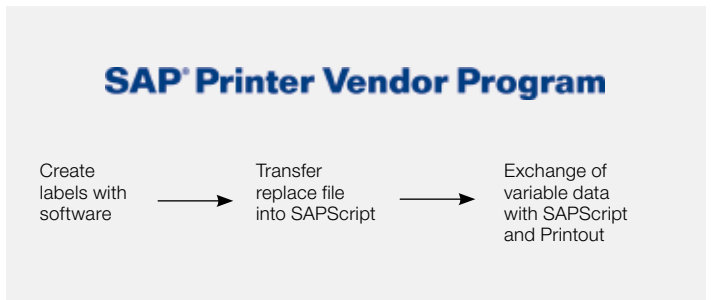 SAP® Printer Vendor Program
Create
labels with
software
Transfer
replace file
into SAPScript
Exchange of
variable data
with SAPScript
and Printout